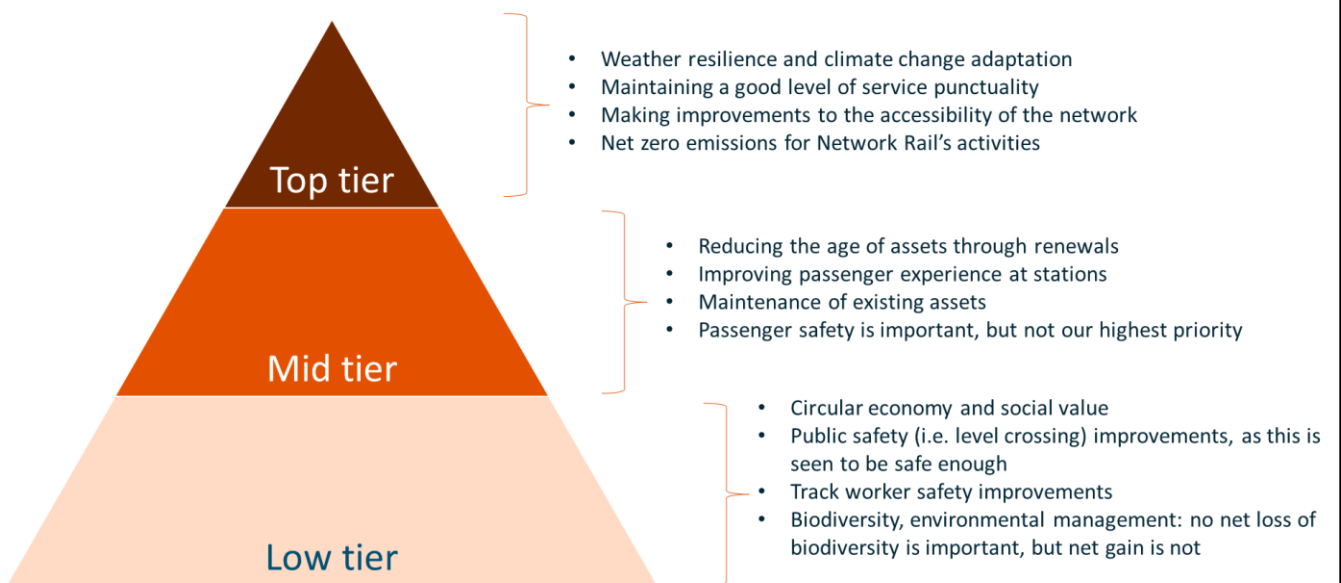 • Weather resilience and climate change adaptation
• Maintaining a good level of service punctuality
• Making improvements to the accessibility of the network
• Net zero emissions for Network Rail's activities
Top tier
• Reducing the age of assets through renewals
• Improving passenger experience at stations
• Maintenance of existing assets
• Passenger safety is important, but not our highest priority
Mid tier
• Circular economy and social value
• Public safety (i.e. level crossing) improvements, as this is
seen to be safe enough
• Track worker safety improvements
• Biodiversity, environmental management: no net loss of
biodiversity is important, but net gain is not
Low tier